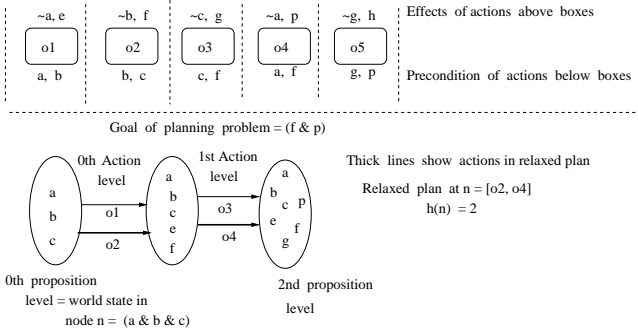 ~a, e ~b, f ~c, g ~a, p ~g, h Effects of actions above boxes
o1 o2 o3 o4 o5
a, b b, c c, f a, f g, p Precondition of actions below boxes
Goal of planning problem = (f & p)
0th Action level
1st Action level
Thick lines show actions in relaxed plan
Relaxed plan at n = [o2, o4]
h(n) = 2
a
b
c
o1
o2
a
b
c
e
f
o3
o4
a
b
c p
e f
g
0th proposition
level = world state in
node n = (a & b & c)
2nd proposition
level